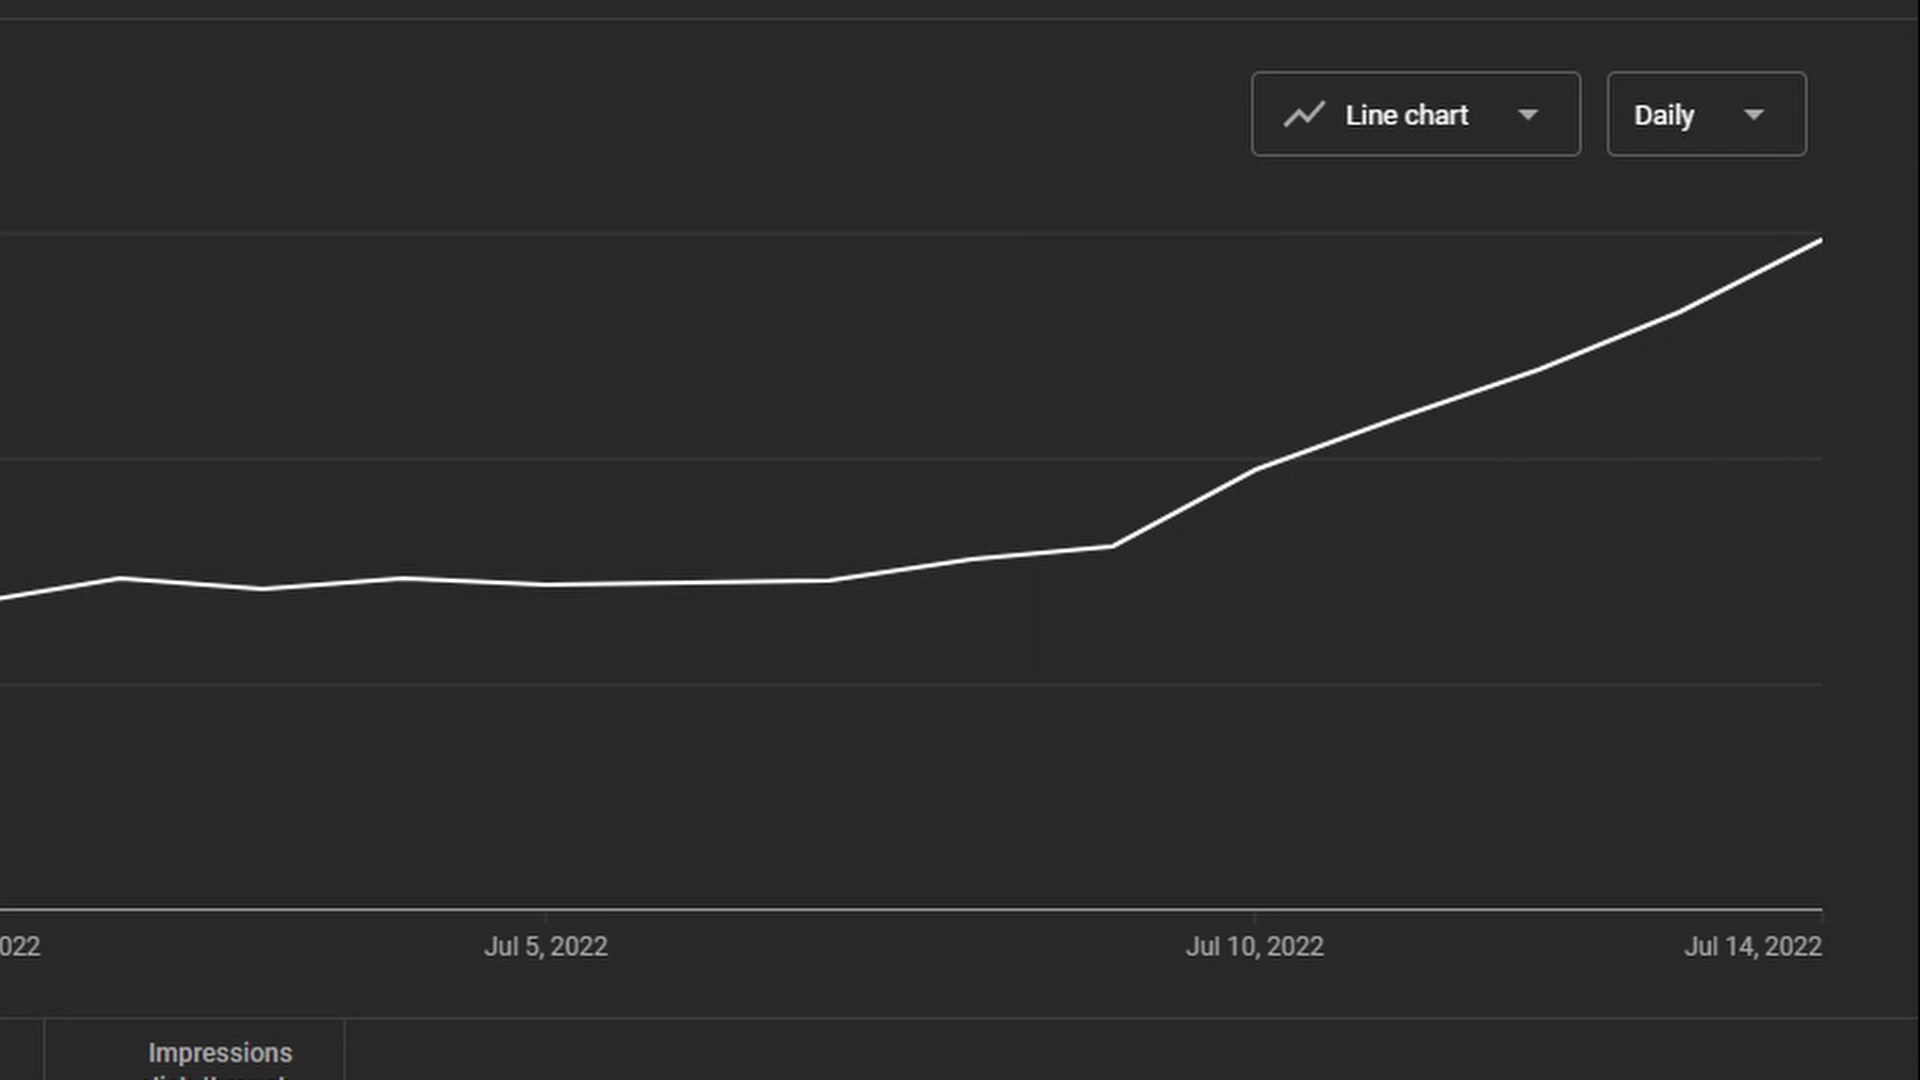 Line chart
Daily
022
Jul 5, 2022
Jul 10, 2022
Jul 14, 2022
Impressions